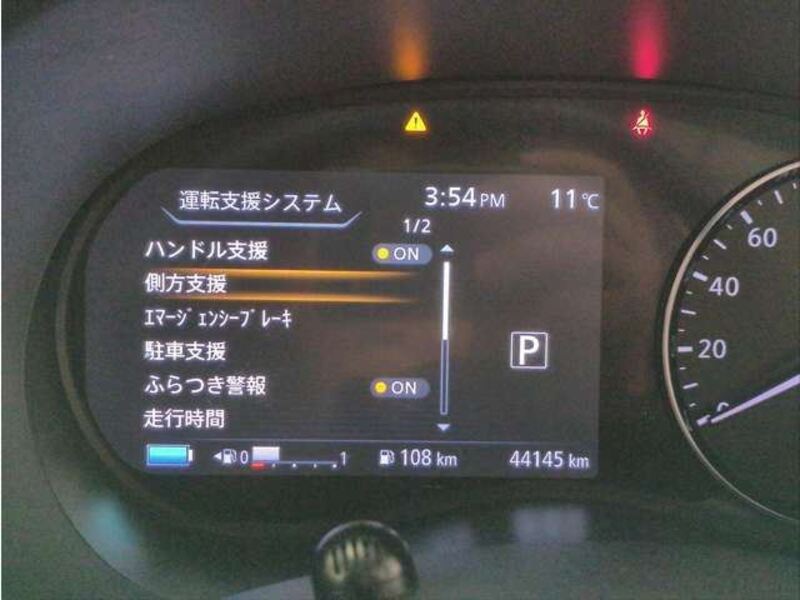 運転支援システム 3:54PM 11℃
1/2
ハンドル支援 ON
側方支援
ｴﾏｰｼﾞｪﾝｼｰﾌﾞﾚｰｷ
駐車支援
P
ふらつき警報 ON
走行時間
0 1 108 km 44145 km
60
40
20
0